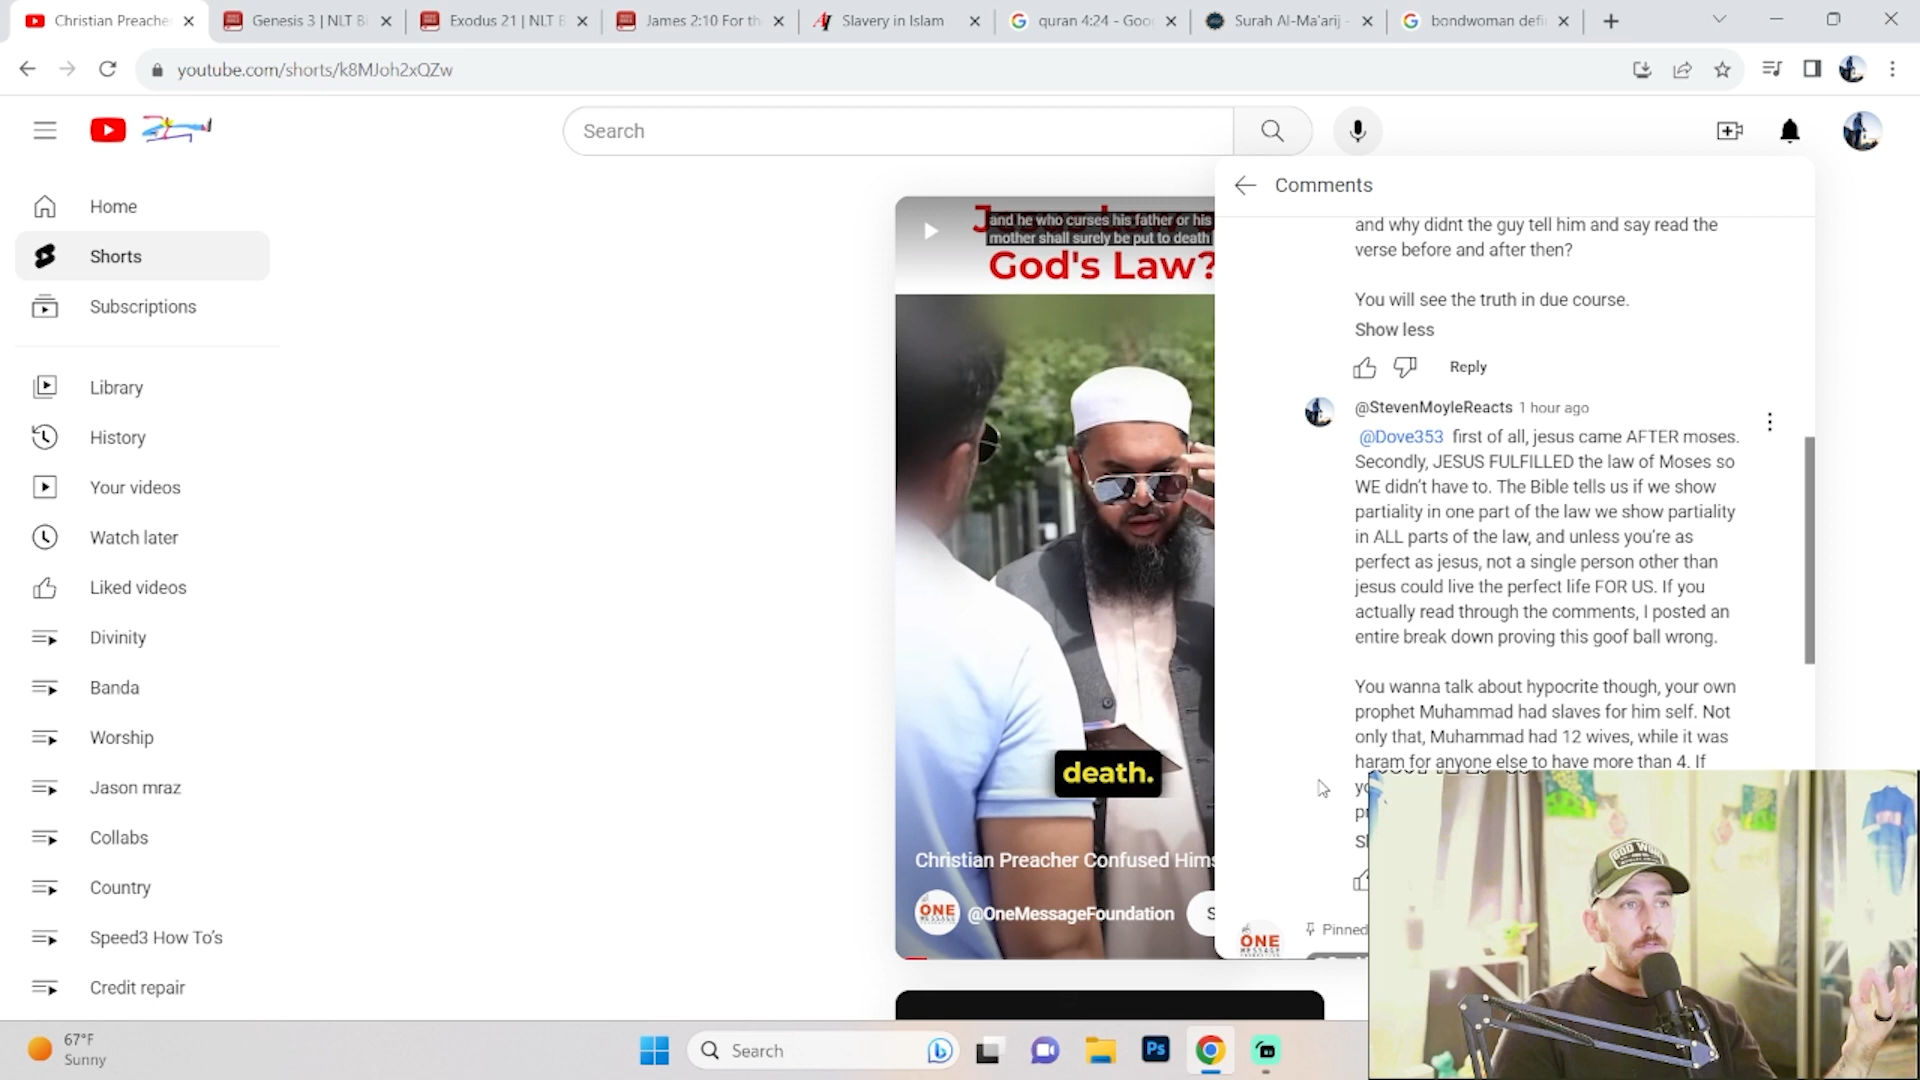 Christian Preache
Genesis 3 | NLT Bi
Exodus 21 | NLT B
James 2:10 For th
Slavery in Islam
quran 4:24 - Goo
Surah Al-Ma'arij -
bondwoman defi
youtube.com/shorts/k8MJoh2xQZw
Search
Home
Shorts
Subscriptions
Library
History
Your videos
Watch later
Liked videos
Divinity
Banda
Worship
Jason mraz
Collabs
Country
Speed3 How To's
Credit repair
and he who curses his father or his
mother shall surely be put to death
God's Law?
death.
Christian Preacher Confused Hims
ONE
@OneMessageFoundation
S
Comments
and why didnt the guy tell him and say read the
verse before and after then?
You will see the truth in due course.
Show less
Reply
@StevenMoyleReacts 1 hour ago
@Dove353 first of all, jesus came AFTER moses.
Secondly, JESUS FULFILLED the law of Moses so
WE didn't have to. The Bible tells us if we show
partiality in one part of the law we show partiality
in ALL parts of the law, and unless you're as
perfect as jesus, not a single person other than
jesus could live the perfect life FOR US. If you
actually read through the comments, I posted an
entire break down proving this goof ball wrong.
You wanna talk about hypocrite though, your own
prophet Muhammad had slaves for him self. Not
only that, Muhammad had 12 wives, while it was
haram for anyone else to have more than 4. If
Pinned
ONE
MESSAGE
GOD WON
67°F
Sunny
Search
Ps